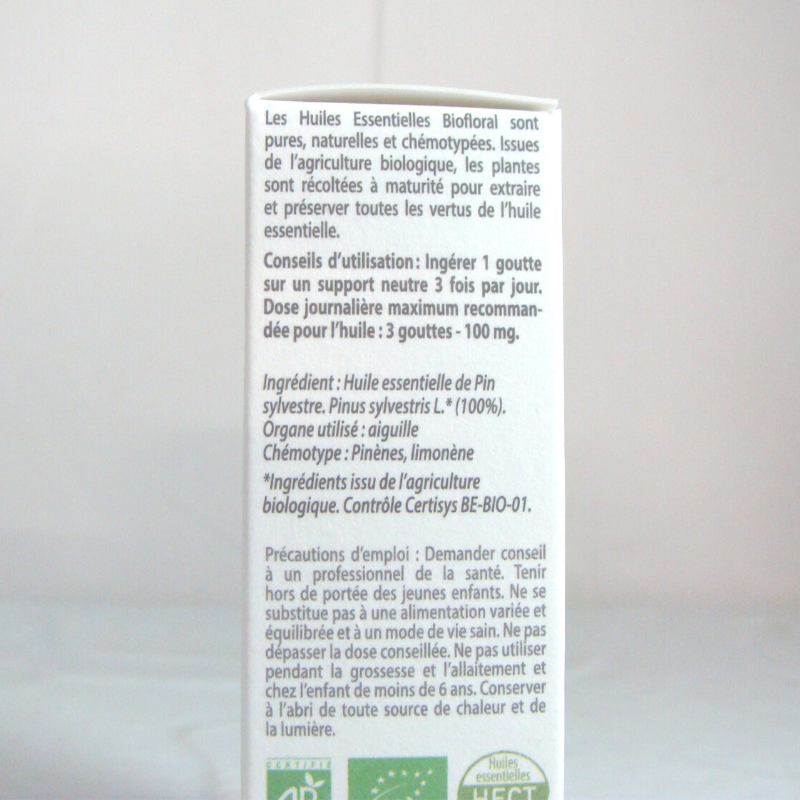 Les Huiles Essentielles Biofloral sont
pures, naturelles et chémotypées. Issues
de l'agriculture biologique, les plantes
sont récoltées à maturité pour extraire
et préserver toutes les vertus de l'huile
essentielle.
Conseils d'utilisation : Ingérer 1 goutte
sur un support neutre 3 fois par jour.
Dose journalière maximum recomman-
dée pour l'huile : 3 gouttes - 100 mg.
Ingrédient : Huile essentielle de Pin
sylvestre. Pinus sylvestris L.* (100%).
Organe utilisé : aiguille
Chémotype : Pinènes, limonène
*Ingrédients issu de l'agriculture
biologique. Contrôle Certisys BE-BIO-01.
Précautions d'emploi : Demander conseil
à un professionnel de la santé. Tenir
hors de portée des jeunes enfants. Ne se
substitue pas à une alimentation variée et
équilibrée et à un mode de vie sain. Ne pas
dépasser la dose conseillée. Ne pas utiliser
pendant la grossesse et l'allaitement et
chez l'enfant de moins de 6 ans. Conserver
à l'abri de toute source de chaleur et de
la lumière.
CERTIFIÉ
AB
Huiles
essentielles
HECT